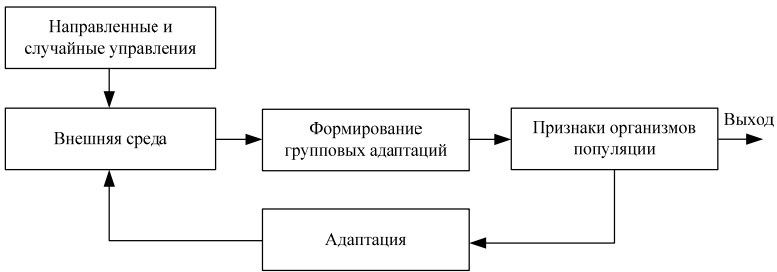 Направленные и
случайные управления
Внешняя среда
Формирование
групповых адаптаций
Признаки организмов
популяции
Выход
Адаптация